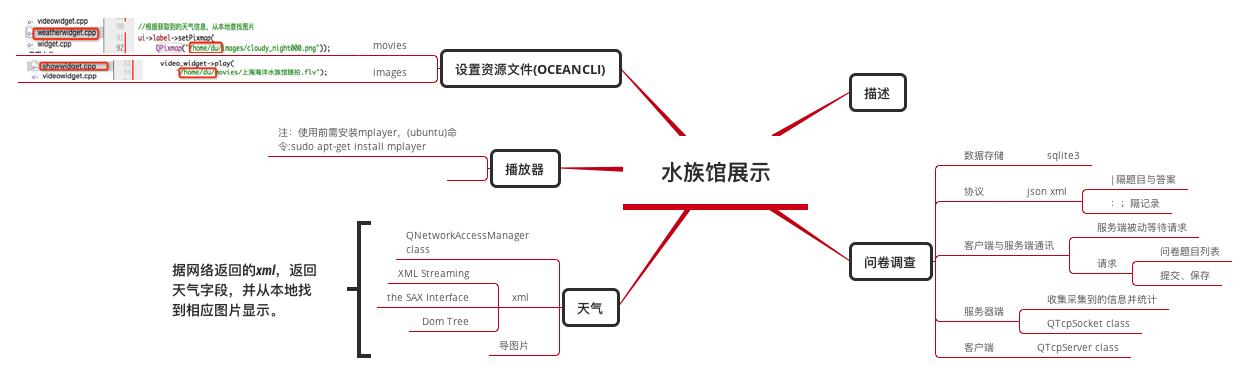 videowidget.cpp
weatherwidget.cpp
widget.cpp
90
91
92
//根据获取到的天气信息，从本地查找图片
ui->label->setPixmap(
QPixmap("/home/du/images/cloudy_night000.png"));
movies
showwidget.cpp
videowidget.cpp
32
33
video_widget->play(
"/home/du/movies/上海海洋水族馆随拍.flv");
images
设置资源文件(OCEANCLI)
注：使用前需安装mplayer，(ubuntu)命
令:sudo apt-get install mplayer
播放器
据网络返回的xml，返回
天气字段，并从本地找
到相应图片显示。
QNetworkAccessManager
class
XML Streaming
the SAX Interface
Dom Tree
xml
导图片
天气
水族馆展示
描述
问卷调查
数据存储
sqlite3
协议
json xml
|隔题目与答案
：；隔记录
客户端与服务端通讯
服务端被动等待请求
请求
问卷题目列表
提交、保存
服务器端
收集采集到的信息并统计
QTcpSocket class
客户端
QTcpServer class